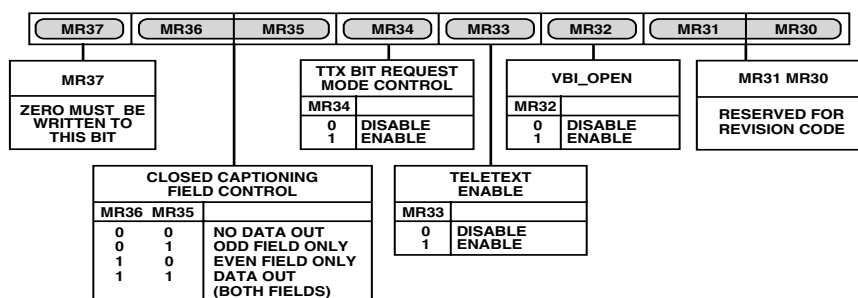 MR37 MR36 MR35 MR34 MR33 MR32 MR31 MR30
MR37
ZERO MUST BE
WRITTEN TO
THIS BIT
TTX BIT REQUEST
MODE CONTROL
MR34
0 DISABLE
1 ENABLE
VBI_OPEN
MR32
0 DISABLE
1 ENABLE
MR31 MR30
RESERVED FOR
REVISION CODE
CLOSED CAPTIONING
FIELD CONTROL
MR36 MR35
0 0 NO DATA OUT
0 1 ODD FIELD ONLY
1 0 EVEN FIELD ONLY
1 1 DATA OUT
(BOTH FIELDS)
TELETEXT
ENABLE
MR33
0 DISABLE
1 ENABLE